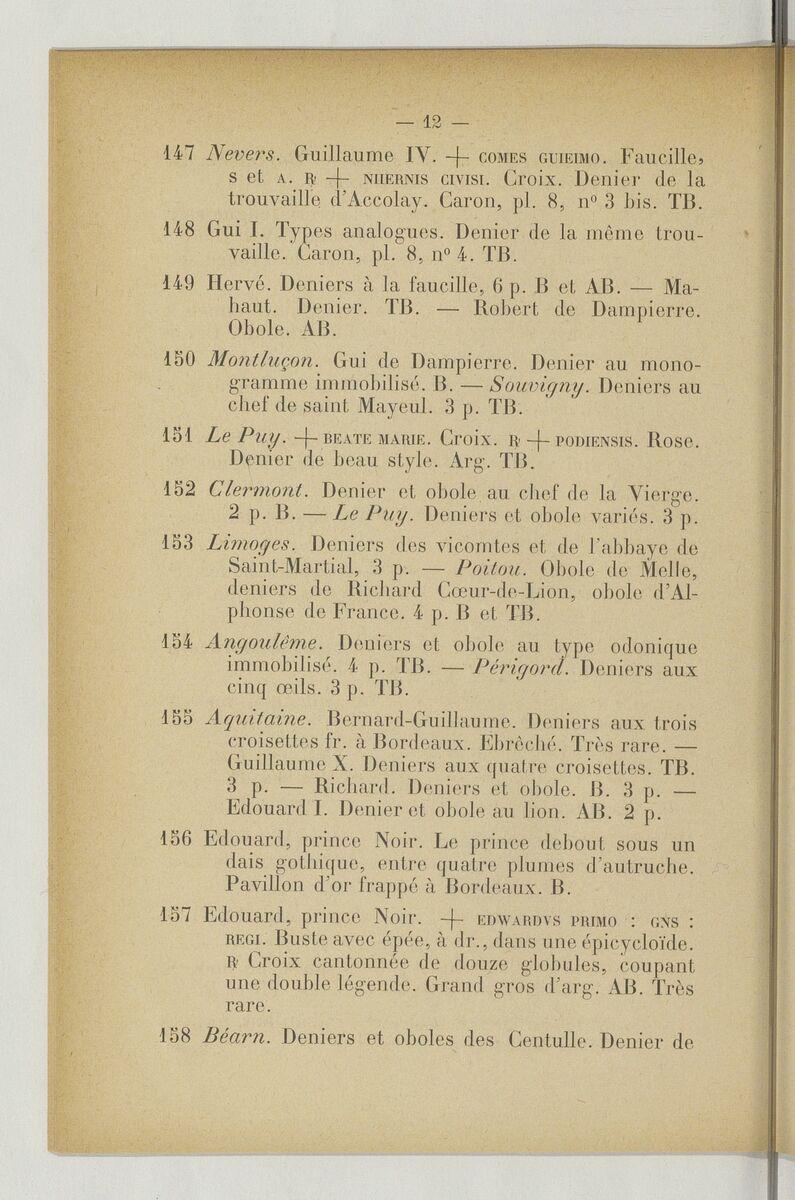 — 12 —
147 Nevers. Guillaume IV. + COMES GUIEIMO. Faucille,
S et A. ꝶ + NIIERNIS CIVISI. Croix. Denier de la
trouvaille d'Accolay. Caron, pl. 8, nº 3 bis. TB.
148 Gui I. Types analogues. Denier de la même trou-
vaille. Caron, pl. 8, nº 4. TB.
149 Hervé. Deniers à la faucille, 6 p. B et AB. — Ma-
haut. Denier. TB. — Robert de Dampierre.
Obole. AB.
150 Montluçon. Gui de Dampierre. Denier au mono-
gramme immobilisé. B. — Souvigny. Deniers au
chef de saint Mayeul. 3 p. TB.
151 Le Puy. + BEATE MARIE. Croix. ꝶ + PODIENSIS. Rose.
Denier de beau style. Arg. TB.
152 Clermont. Denier et obole au chef de la Vierge.
2 p. B. — Le Puy. Deniers et obole variés. 3 p.
153 Limoges. Deniers des vicomtes et de l'abbaye de
Saint-Martial, 3 p. — Poitou. Obole de Melle,
deniers de Richard Cœur-de-Lion, obole d'Al-
phonse de France. 4 p. B et TB.
154 Angoulême. Deniers et obole au type odonique
immobilisé. 4 p. TB. — Périgord. Deniers aux
cinq œils. 3 p. TB.
155 Aquitaine. Bernard-Guillaume. Deniers aux trois
croisettes fr. à Bordeaux. Ebrêché. Très rare. —
Guillaume X. Deniers aux quatre croisettes. TB.
3 p. — Richard. Deniers et obole. B. 3 p. —
Edouard I. Denier et obole au lion. AB. 2 p.
156 Edouard, prince Noir. Le prince debout sous un
dais gothique, entre quatre plumes d'autruche.
Pavillon d'or frappé à Bordeaux. B.
157 Edouard, prince Noir. + EDWARDVS PRIMO : GNS :
REGI. Buste avec épée, à dr., dans une épicycloïde.
ꝶ Croix cantonnée de douze globules, coupant
une double légende. Grand gros d'arg. AB. Très
rare.
158 Béarn. Deniers et oboles des Centulle. Denier de